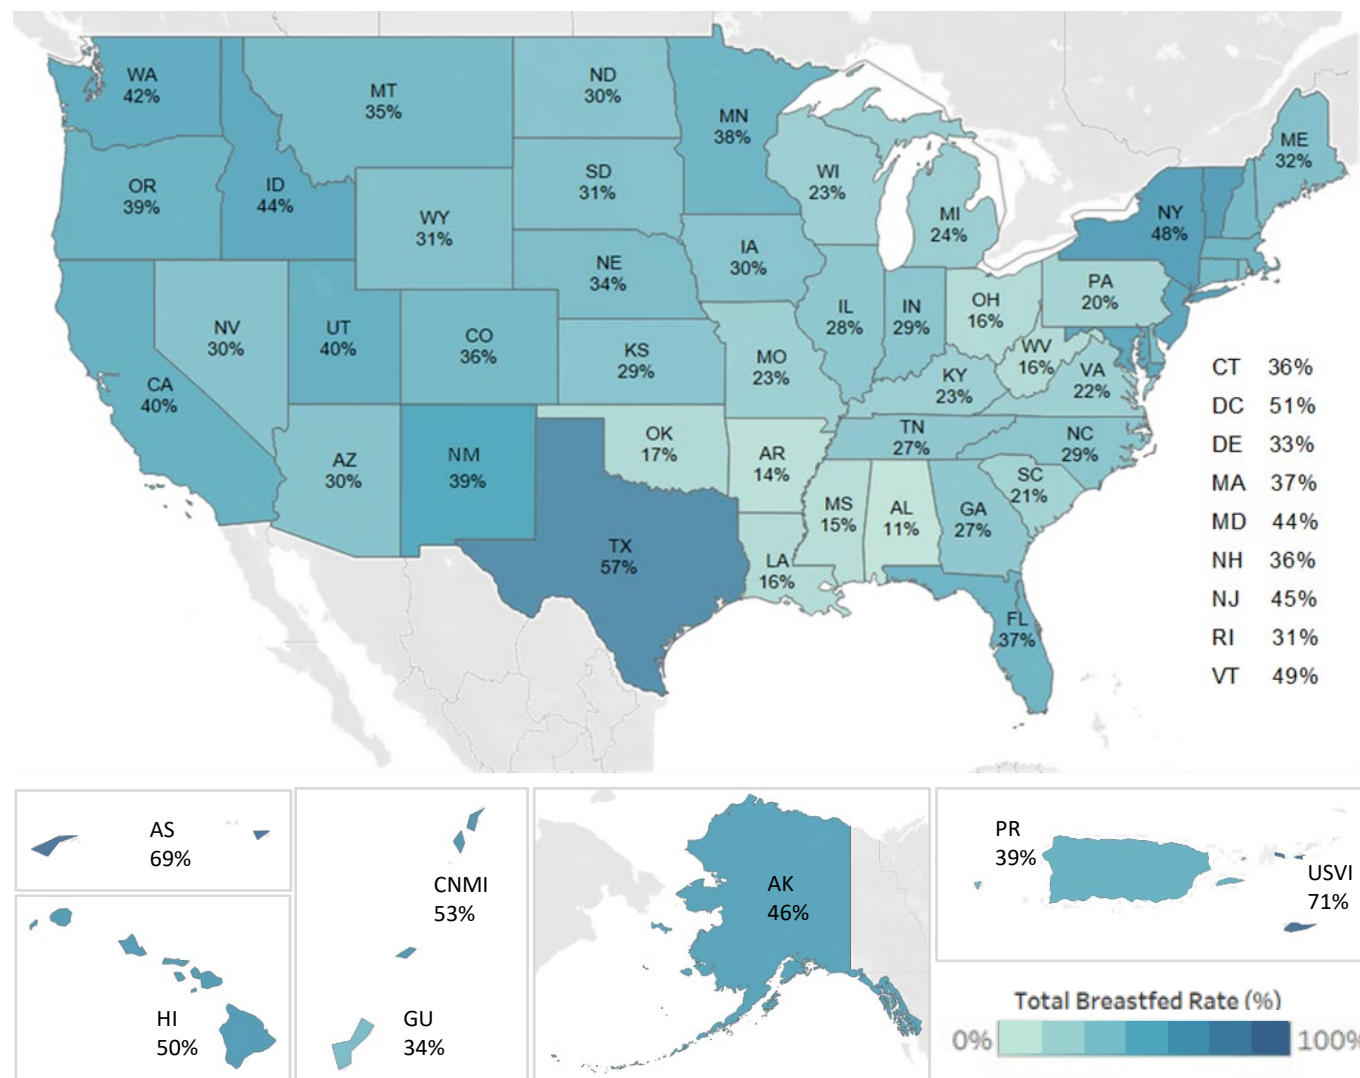 WA
42%
MT
35%
ND
30%
MN
38%
ME
32%
OR
39%
ID
44%
WY
31%
SD
31%
WI
23%
MI
24%
NY
48%
NE
34%
IA
30%
PA
20%
NV
30%
UT
40%
CO
36%
KS
29%
MO
23%
IL
28%
IN
29%
OH
16%
WV
16%
VA
22%
KY
23%
CA
40%
AZ
30%
NM
39%
OK
17%
AR
14%
TN
27%
NC
29%
SC
21%
TX
57%
LA
16%
MS
15%
AL
11%
GA
27%
FL
37%
CT 36%
DC 51%
DE 33%
MA 37%
MD 44%
NH 36%
NJ 45%
RI 31%
VT 49%
AS
69%
HI
50%
CNMI
53%
GU
34%
AK
46%
PR
39%
USVI
71%
Total Breastfed Rate (%)
0% 100%